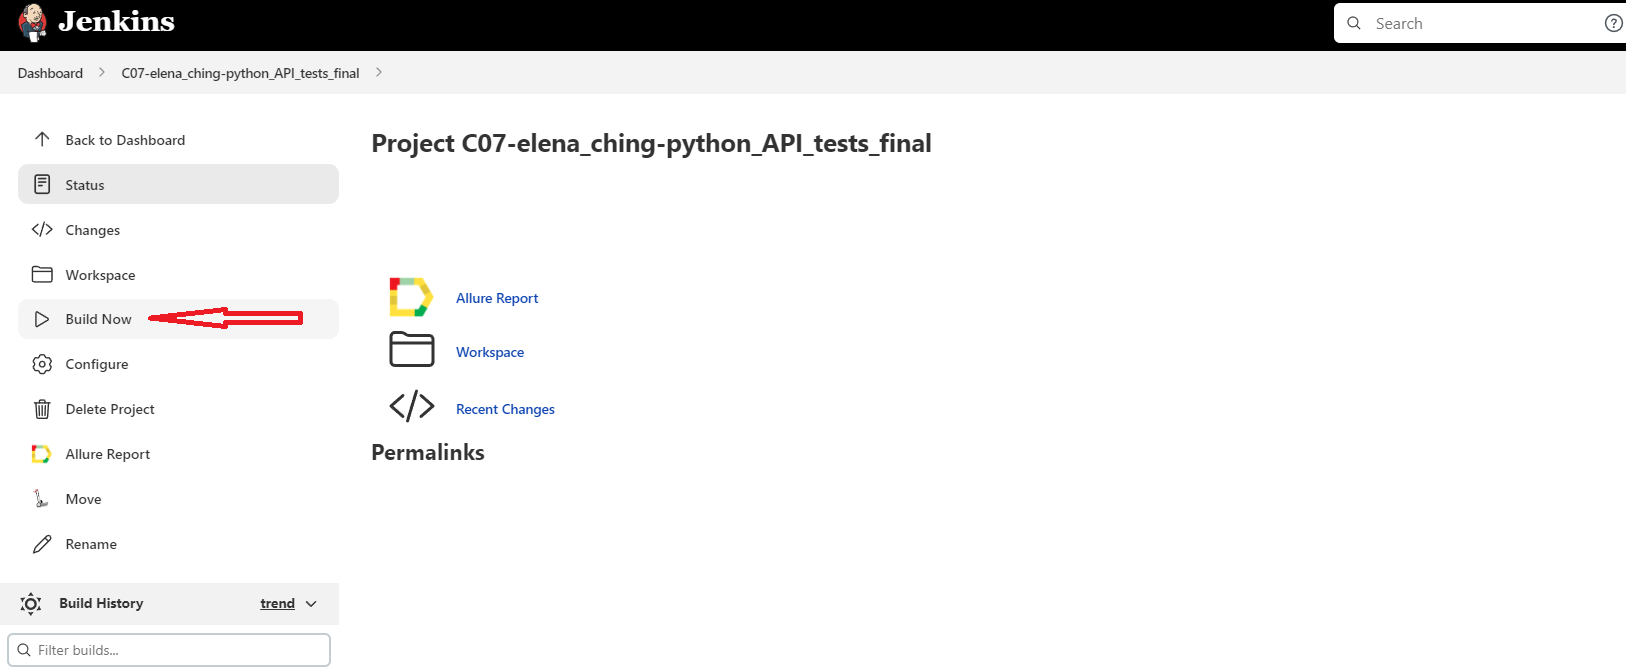 Jenkins
Search
Dashboard
C07-elena_ching-python_API_tests_final
Back to Dashboard
Status
Changes
Workspace
Build Now
Configure
Delete Project
Allure Report
Move
Rename
Build History
trend
Filter builds...
Project C07-elena_ching-python_API_tests_final
Allure Report
Workspace
Recent Changes
Permalinks